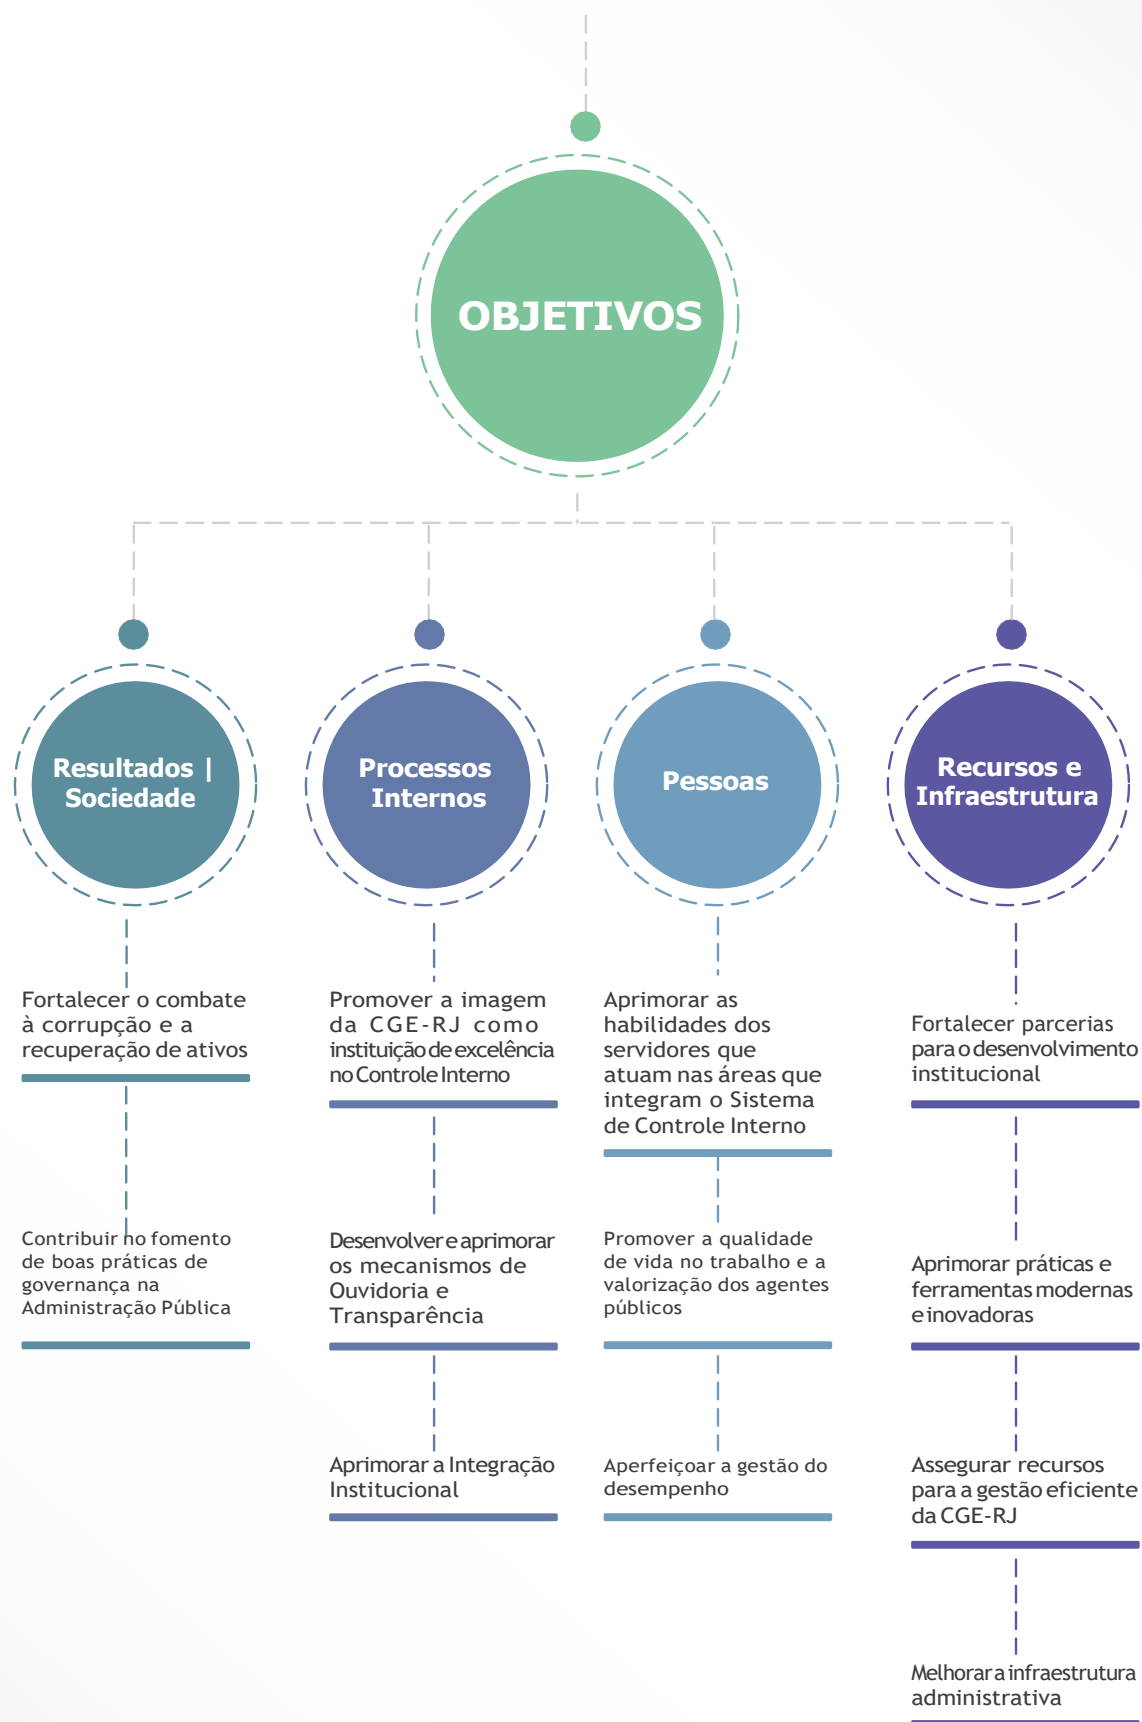 OBJETIVOS
Resultados |
Sociedade
Fortalecer o combate
à corrupção e a
recuperação de ativos
Contribuir no fomento
de boas práticas de
governança na
Administração Pública
Processos
Internos
Promover a imagem
da CGE-RJ como
instituição de excelência
no Controle Interno
Desenvolver e aprimorar
os mecanismos de
Ouvidoria e
Transparência
Aprimorar a Integração
Institucional
Pessoas
Aprimorar as
habilidades dos
servidores que
atuam nas áreas que
integram o Sistema
de Controle Interno
Promover a qualidade
de vida no trabalho e a
valorização dos agentes
públicos
Aperfeiçoar a gestão do
desempenho
Recursos e
Infraestrutura
Fortalecer parcerias
para o desenvolvimento
institucional
Aprimorar práticas e
ferramentas modernas
e inovadoras
Assegurar recursos
para a gestão eficiente
da CGE-RJ
Melhorar a infraestrutura
administrativa